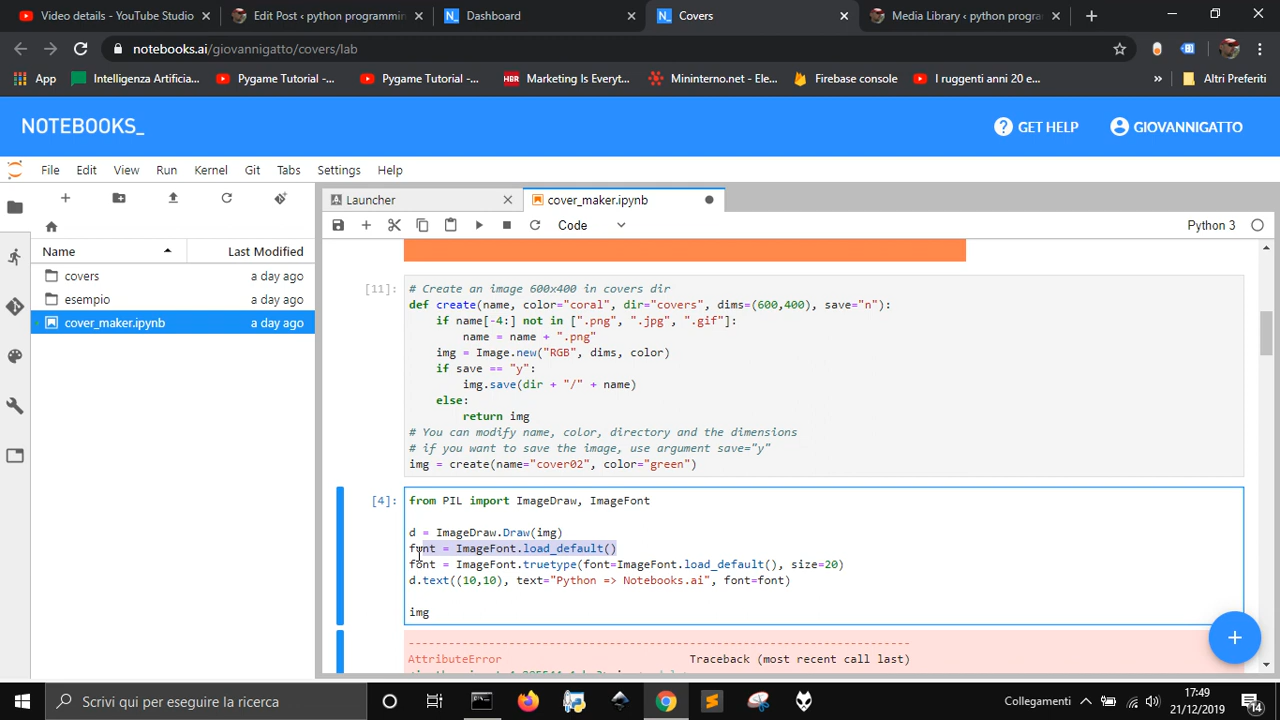 Video details - YouTube Studio
Edit Post ‹ python programmin
Dashboard
Covers
Media Library ‹ python progra
notebooks.ai/giovannigatto/covers/lab
App
Intelligenza Artificia...
Pygame Tutorial -...
Pygame Tutorial -...
HBR
Marketing Is Everyt...
Mininterno.net - Ele...
Firebase console
I ruggenti anni 20 e...
»
Altri Preferiti
NOTEBOOKS_
GET HELP
GIOVANNIGATTO
File Edit View Run Kernel Git Tabs Settings Help
Launcher
cover_maker.ipynb
Code
Python 3
Name
Last Modified
covers
a day ago
esempio
a day ago
cover_maker.ipynb
a day ago
[11]:
# Create an image 600x400 in covers dir
def create(name, color="coral", dir="covers", dims=(600,400), save="n"):
if name[-4:] not in [".png", ".jpg", ".gif"]:
name = name + ".png"
img = Image.new("RGB", dims, color)
if save == "y":
img.save(dir + "/" + name)
else:
return img
# You can modify name, color, directory and the dimensions
# if you want to save the image, use argument save="y"
img = create(name="cover02", color="green")
[4]:
from PIL import ImageDraw, ImageFont
d = ImageDraw.Draw(img)
font = ImageFont.load_default()
font = ImageFont.truetype(font=ImageFont.load_default(), size=20)
d.text((10,10), text="Python => Notebooks.ai", font=font)
img
---------------------------------------------------------------------------
AttributeError Traceback (most recent call last)
Scrivi qui per eseguire la ricerca
Collegamenti
17:49
21/12/2019
14